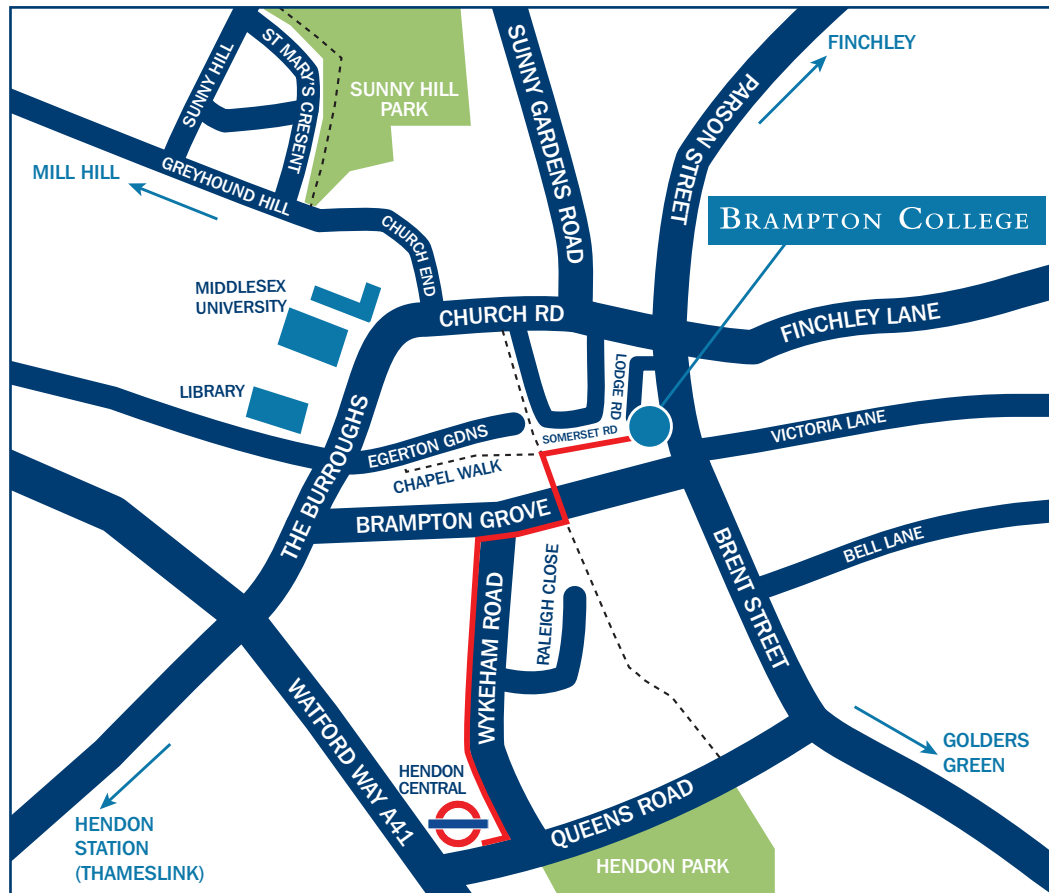 FINCHLEY
SUNNY HILL
ST MARY'S CRESENT
SUNNY HILL
PARK
SUNNY GARDENS ROAD
PARSON STREET
MILL HILL
GREYHOUND HILL
CHURCH END
BRAMPTON COLLEGE
MIDDLESEX
UNIVERSITY
CHURCH RD
FINCHLEY LANE
LIBRARY
LODGE RD
THE BURROUGHS
EGERTON GDNS
SOMERSET RD
VICTORIA LANE
CHAPEL WALK
BRAMPTON GROVE
BRENT STREET
BELL LANE
RALEIGH CLOSE
WYKEHAM ROAD
WATFORD WAY A41
HENDON
CENTRAL
GOLDERS
GREEN
QUEENS ROAD
HENDON
STATION
(THAMESLINK)
HENDON PARK